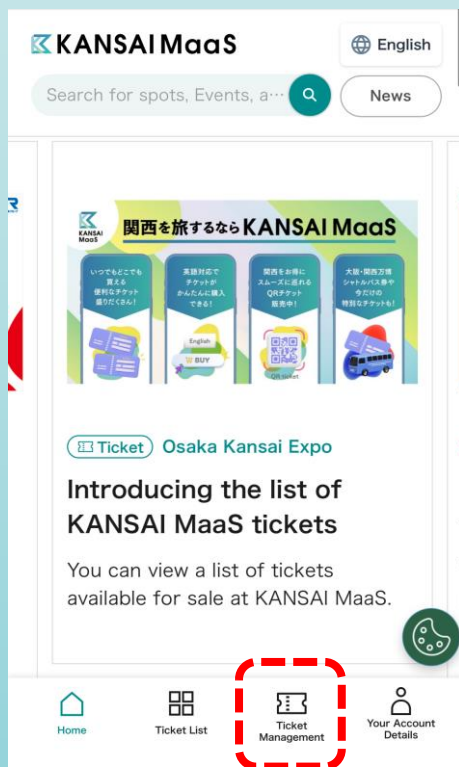 KANSAI MaaS
English
Search for spots, Events, a…
News
R
KANSAI
MaaS
関西を旅するならKANSAI MaaS
いつでもどこでも
買える
便利なチケット
盛りだくさん!
英語対応で
チケットが
かんたんに購入
できる!
English
BUY
関西をお得に
スムーズに巡れる
QRチケット
販売中!
QR ticket
大阪・関西万博
シャトルバス券や
今だけの
特別なチケットも!
Ticket
Osaka Kansai Expo
Introducing the list of
KANSAI MaaS tickets
You can view a list of tickets
available for sale at KANSAI MaaS.
Home
Ticket List
Ticket
Management
Your Account
Details